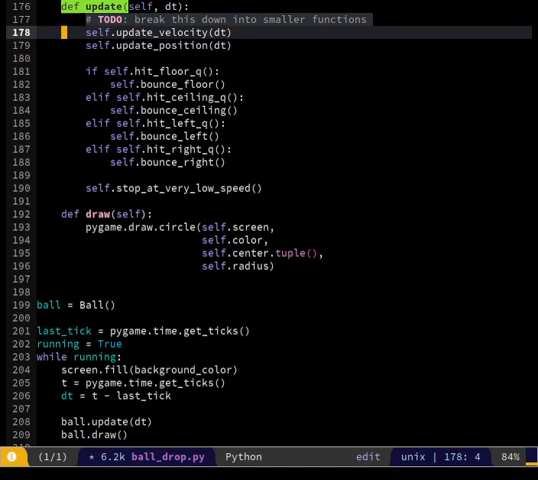 176 def update(self, dt):
177 # TODO: break this down into smaller functions
178 self.update_velocity(dt)
179 self.update_position(dt)
180
181 if self.hit_floor_q():
182 self.bounce_floor()
183 elif self.hit_ceiling_q():
184 self.bounce_ceiling()
185 elif self.hit_left_q():
186 self.bounce_left()
187 elif self.hit_right_q():
188 self.bounce_right()
189
190 self.stop_at_very_low_speed()
191
192 def draw(self):
193 pygame.draw.circle(self.screen,
194 self.color,
195 self.center.tuple(),
196 self.radius)
197
198
199 ball = Ball()
200
201 last_tick = pygame.time.get_ticks()
202 running = True
203 while running:
204 screen.fill(background_color)
205 t = pygame.time.get_ticks()
206 dt = t - last_tick
207
208 ball.update(dt)
209 ball.draw()
(1/1) * 6.2k ball_drop.py Python edit unix | 178: 4 84%